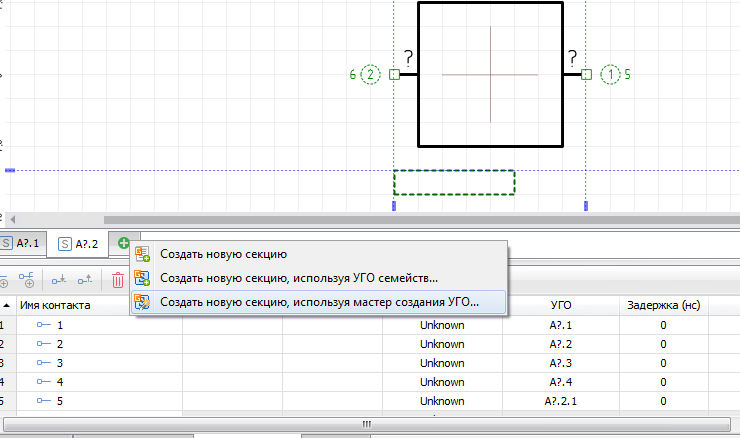 ? ?
6 2 1 5
S A?.1 S A?.2
Создать новую секцию
Создать новую секцию, используя УГО семейств...
Создать новую секцию, используя мастер создания УГО...
Имя контакта УГО Задержка (нс)
1 1 Unknown A?.1 0
2 2 Unknown A?.2 0
3 3 Unknown A?.3 0
4 4 Unknown A?.4 0
5 5 Unknown A?.2.1 0